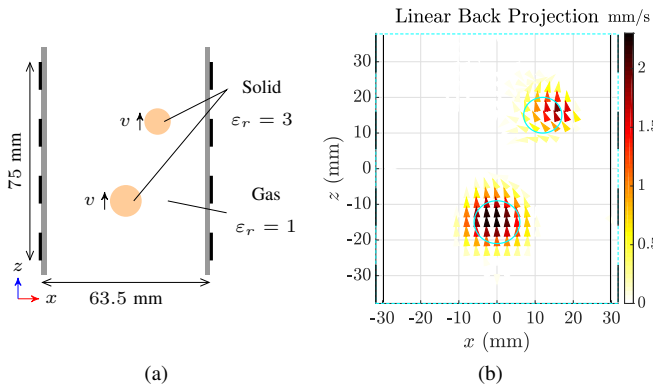 Linear Back Projection mm/s
Solid
εr = 3
v
v
Gas
εr = 1
75 mm
z
x
63.5 mm
30
20
10
0
-10
-20
-30
z (mm)
-30
-20
-10
0
10
20
30
x (mm)
2
1.5
1
0.5
0
(a)
(b)